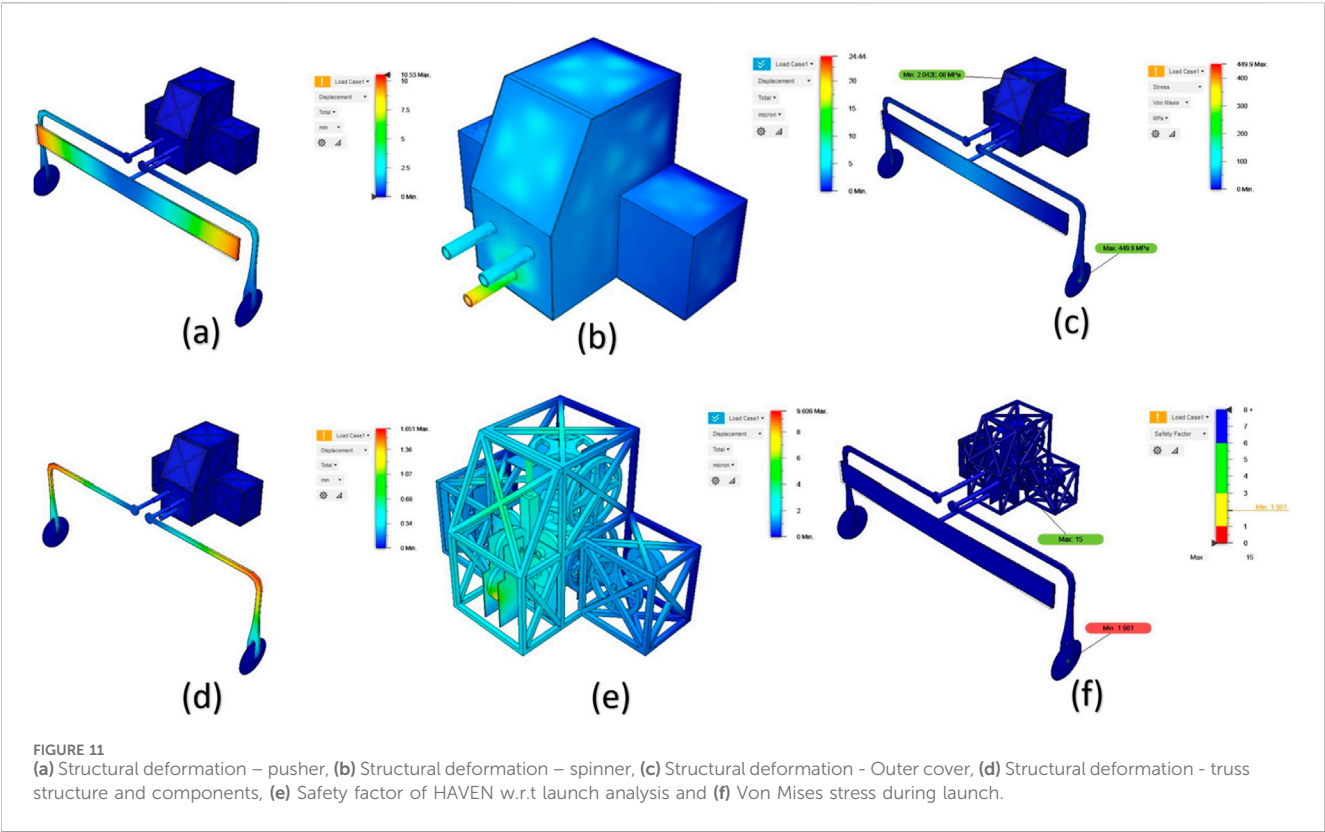 10.53 Max.
10
Load Case1
Displacement
7.5
Total
mm
5
2.5
0 Min.
(a)
24.44
Load Case1
20
Displacement
Total
15
micron
10
5
0 Min.
(b)
Min: 2.042E-06 MPa
449.9 Max.
Load Case1
400
Stress
Von Mises
300
MPa
200
100
0 Min.
Max: 449.9 MPa
(c)
1.651 Max.
Load Case1
1.36
Displacement
Total
mm
0.68
0.34
0 Min.
(d)
9.606 Max.
Load Case1
8
Displacement
Total
6
micron
4
2
0 Min.
(e)
8 +
Load Case1
7
Safety Factor
6
5
4
3
2
Min: 1.981
1
0
Max :
15
Max: 15
Min: 1.981
(f)
FIGURE 11
(a) Structural deformation – pusher, (b) Structural deformation – spinner, (c) Structural deformation - Outer cover, (d) Structural deformation - truss
structure and components, (e) Safety factor of HAVEN w.r.t launch analysis and (f) Von Mises stress during launch.